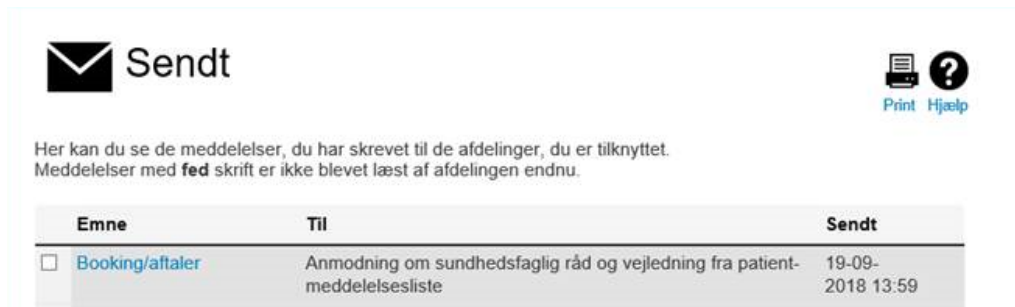 Sendt
Print Hjælp
Her kan du se de meddelelser, du har skrevet til de afdelinger, du er tilknyttet.
Meddelelser med fed skrift er ikke blevet læst af afdelingen endnu.
Emne Til Sendt
Booking/aftaler Anmodning om sundhedsfaglig råd og vejledning fra patient- 19-09-
meddelelsesliste 2018 13:59